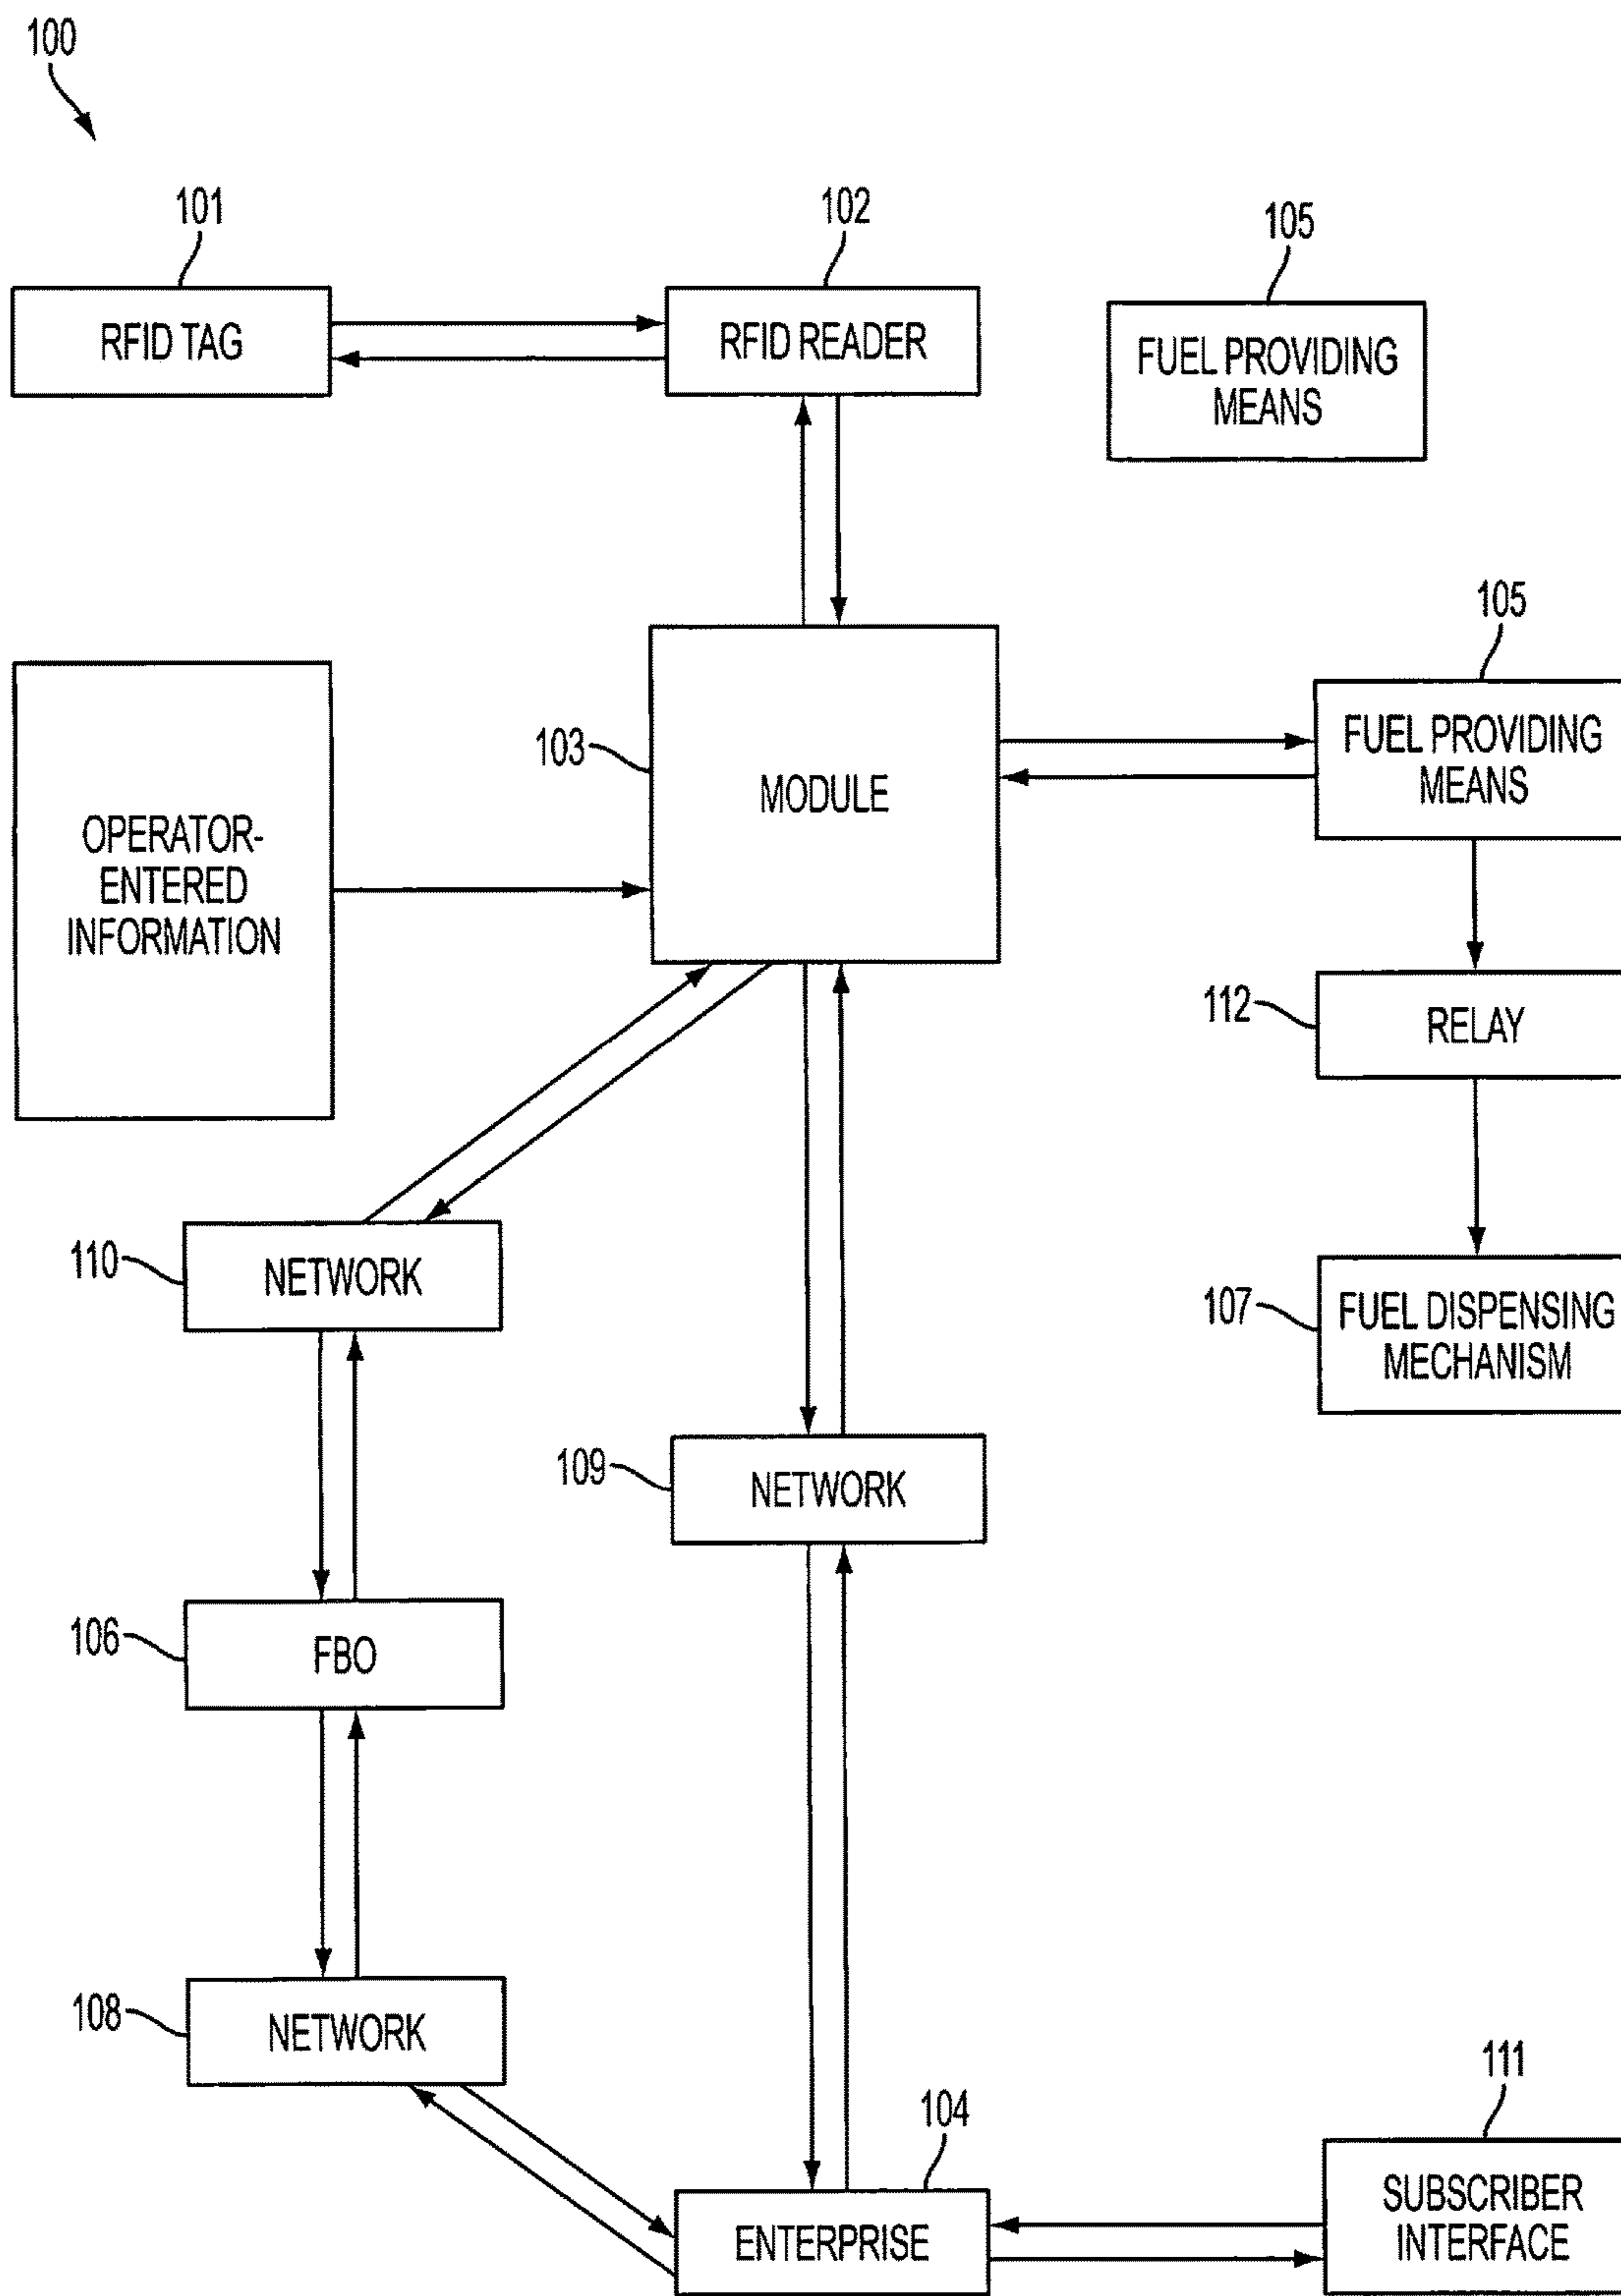 100
101
102
105
RFID TAG
RFID READER
FUEL PROVIDING
MEANS
105
103
MODULE
FUEL PROVIDING
MEANS
OPERATOR-
ENTERED
INFORMATION
112
RELAY
110
NETWORK
107
FUEL DISPENSING
MECHANISM
109
NETWORK
106
FBO
108
NETWORK
111
104
SUBSCRIBER
INTERFACE
ENTERPRISE